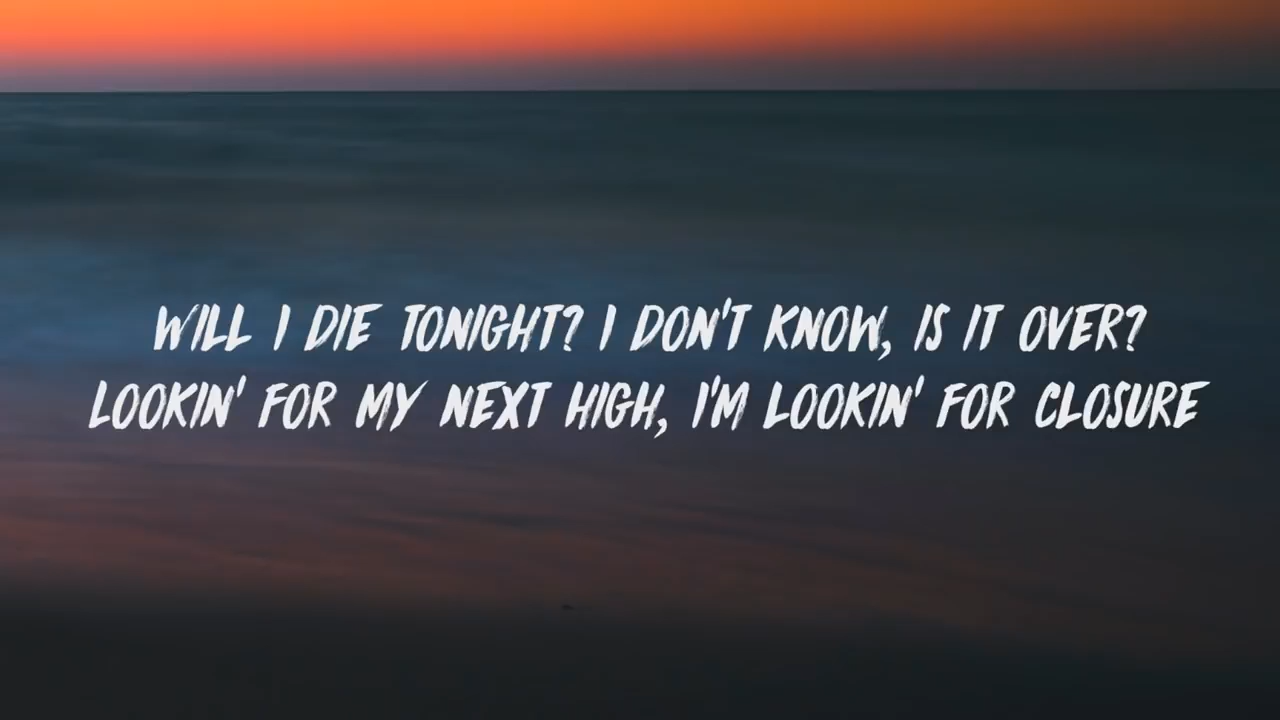 WILL I DIE TONIGHT? I DON'T KNOW, IS IT OVER?
LOOKIN' FOR MY NEXT HIGH, I'M LOOKIN' FOR CLOSURE